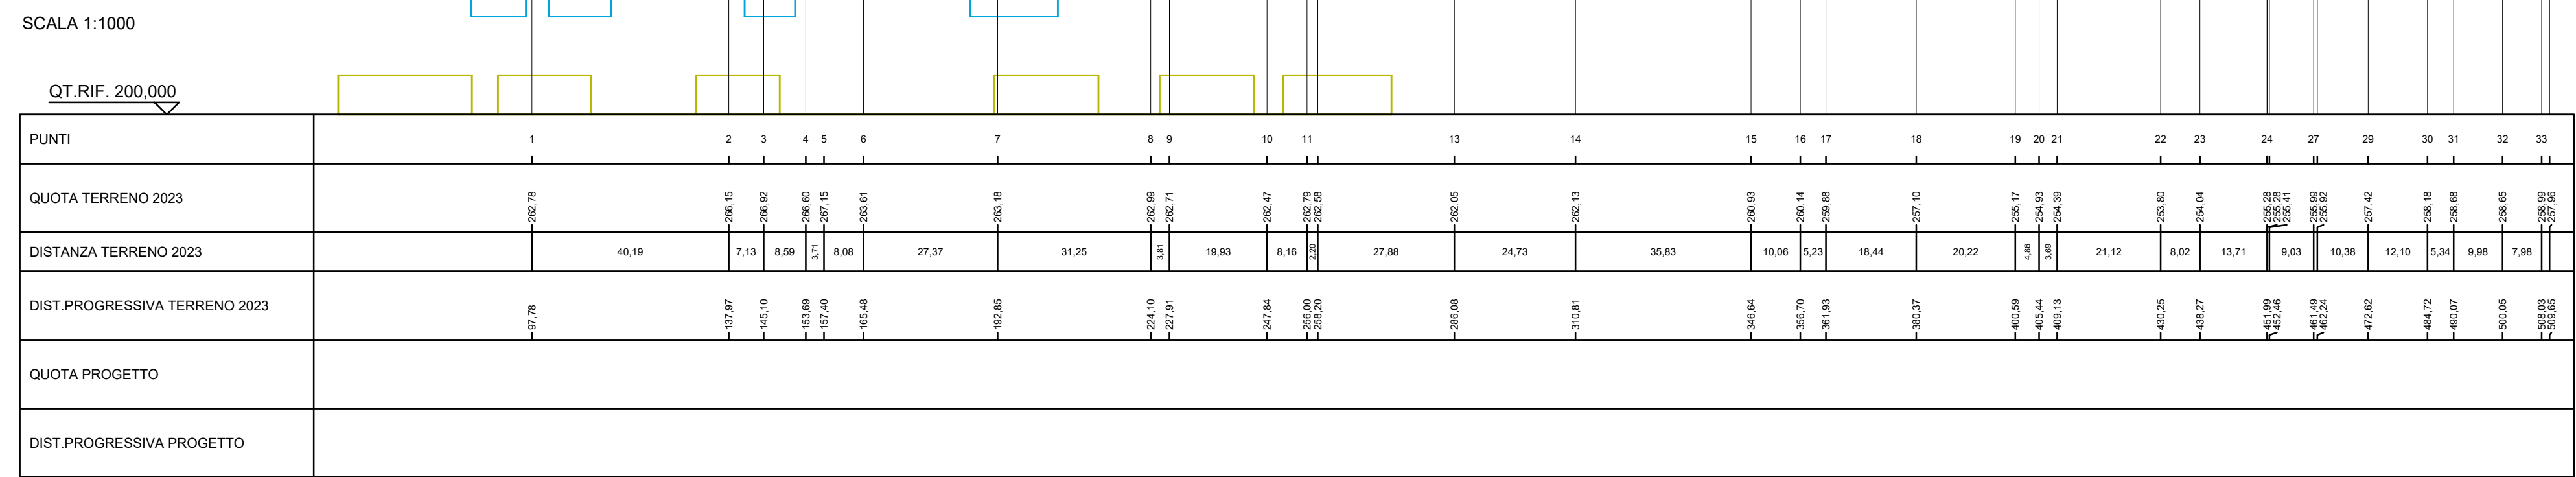 SCALA 1:1000
QT.RIF. 200,000
PUNTI 1 2 3 4 5 6 7 8 9 10 11 13 14 15 16 17 18 19 20 21 22 23 24 27 29 30 31 32 33
QUOTA TERRENO 2023 262,78 266,15 266,92 266,60 267,15 263,61 263,18 262,99 262,71 262,47 262,79 262,58 262,05 262,13 260,93 260,14 259,88 257,10 255,17 254,93 254,39 253,80 254,04 255,28 255,28 255,41 255,99 255,92 257,42 258,18 258,68 258,65 258,99 257,96
DISTANZA TERRENO 2023 40,19 7,13 8,59 3,71 8,08 27,37 31,25 3,81 19,93 8,16 2,20 27,88 24,73 35,83 10,06 5,23 18,44 20,22 4,86 3,69 21,12 8,02 13,71 9,03 10,38 12,10 5,34 9,98 7,98
DIST.PROGRESSIVA TERRENO 2023 97,78 137,97 145,10 153,69 157,40 165,48 192,85 224,10 227,91 247,84 256,00 258,20 286,08 310,81 346,64 356,70 361,93 380,37 400,59 405,44 409,13 430,25 438,27 451,99 452,46 461,49 462,24 472,62 484,72 490,07 500,05 508,03 509,65
QUOTA PROGETTO
DIST.PROGRESSIVA PROGETTO